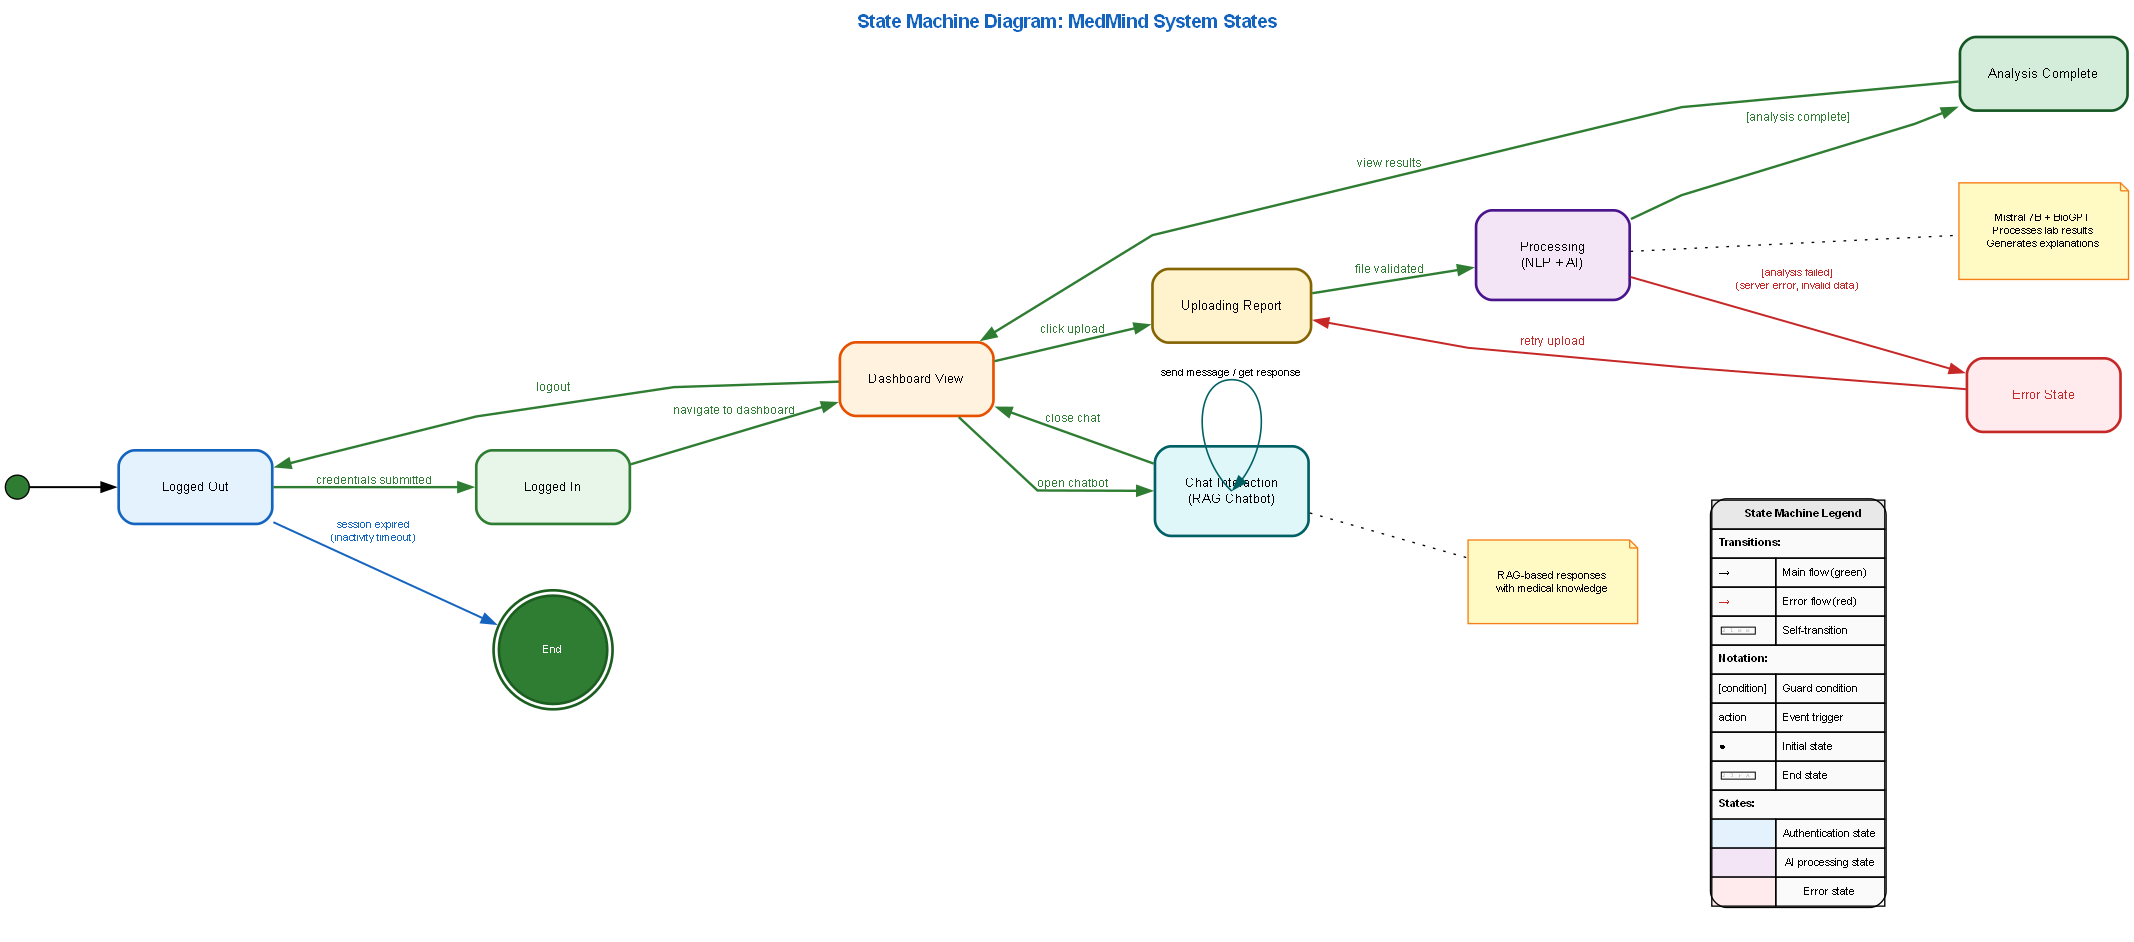 State Machine Diagram: MedMind System States
Analysis Complete
[analysis complete]
view results
Mistral 7B + BioGPT
Processes lab results
Generates explanations
Processing
(NLP + AI)
file validated
[analysis failed]
(server error, invalid data)
Uploading Report
click upload
retry upload
Dashboard View
send message / get response
Error State
logout
navigate to dashboard
close chat
Logged Out
credentials submitted
Logged In
open chatbot
Chat Interaction
(RAG Chatbot)
session expired
(inactivity timeout)
RAG-based responses
with medical knowledge
End
State Machine Legend
Transitions:
→ Main flow (green)
→ Error flow (red)
Self-transition
Notation:
[condition] Guard condition
action Event trigger
● Initial state
End state
States:
Authentication state
AI processing state
Error state